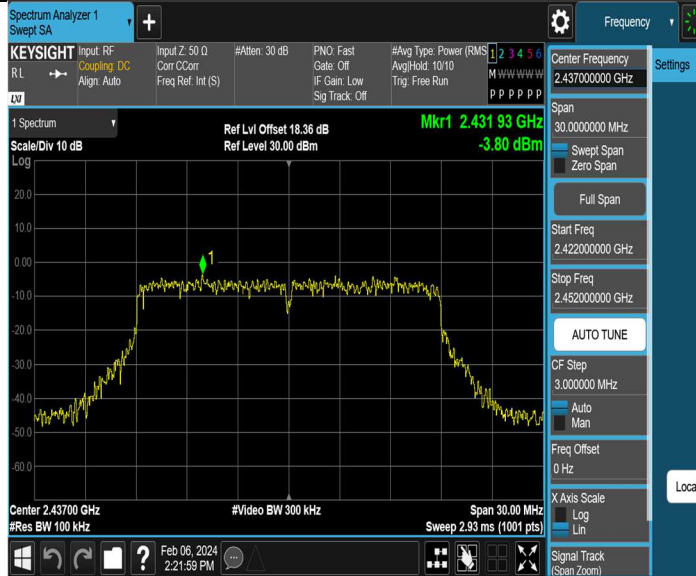 Spectrum Analyzer 1
Swept SA
+
Frequency
KEYSIGHT
RL
LXI
Input: RF
Coupling: DC
Align: Auto
Input Z: 50 Ω
Corr CCorr
Freq Ref: Int (S)
#Atten: 30 dB
PNO: Fast
Gate: Off
IF Gain: Low
Sig Track: Off
#Avg Type: Power (RMS
Avg|Hold: 10/10
Trig: Free Run
1 2 3 4 5 6
M W W W W W
P P P P P P
1 Spectrum
Scale/Div 10 dB
Ref Lvl Offset 18.36 dB
Ref Level 30.00 dBm
Mkr1 2.431 93 GHz
-3.80 dBm
Log
20.0
10.0
0.00
-10.0
-20.0
-30.0
-40.0
-50.0
-60.0
1
Center 2.43700 GHz
#Res BW 100 kHz
#Video BW 300 kHz
Span 30.00 MHz
Sweep 2.93 ms (1001 pts)
Center Frequency
2.437000000 GHz
Settings
Span
30.0000000 MHz
Swept Span
Zero Span
Full Span
Start Freq
2.422000000 GHz
Stop Freq
2.452000000 GHz
AUTO TUNE
CF Step
3.000000 MHz
Auto
Man
Freq Offset
0 Hz
X Axis Scale
Log
Lin
Signal Track
(Span Zoom)
Loca
?
Feb 06, 2024
2:21:59 PM